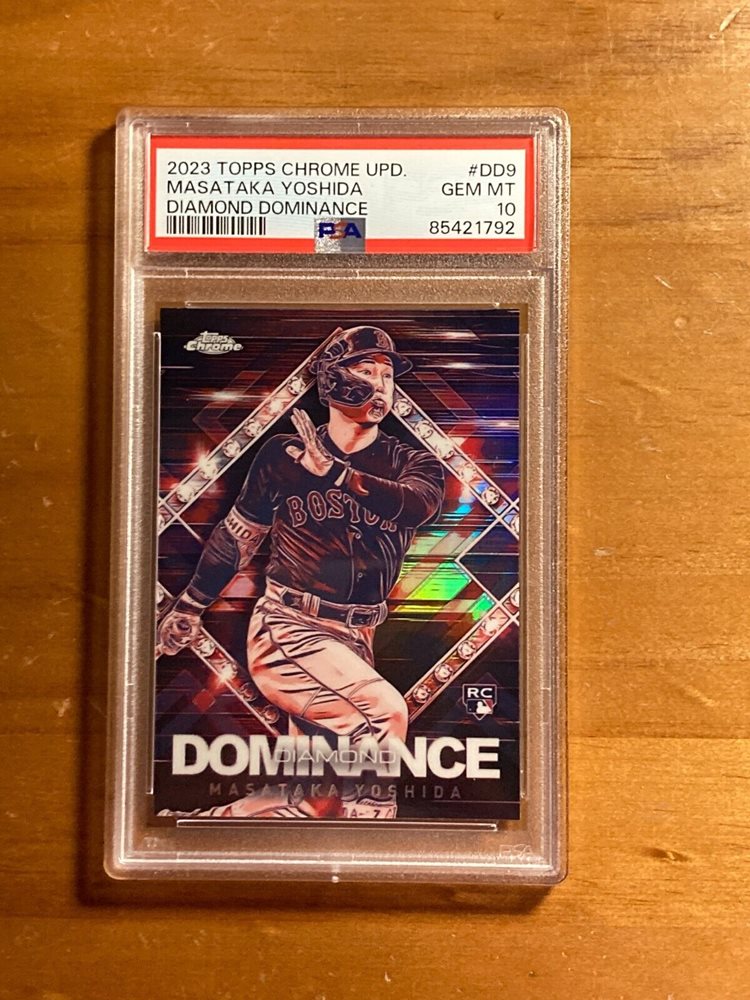 2023 TOPPS CHROME UPD. #DD9
MASATAKA YOSHIDA GEM MT
DIAMOND DOMINANCE 10
PSA 85421792
Topps
Chrome
BOSTON
SHIDA
RC
DOMINANCE
DIAMOND
MASATAKA YOSHIDA